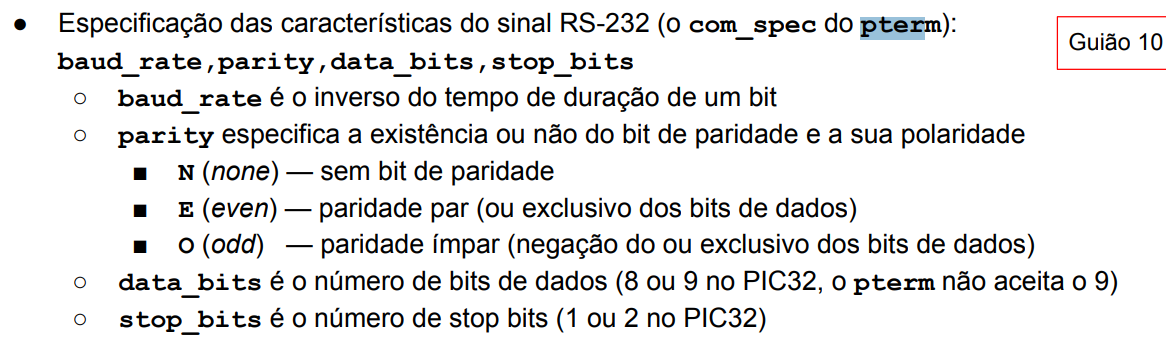 ● Especificação das características do sinal RS-232 (o com_spec do pterm):
Guião 10
baud_rate,parity,data_bits,stop_bits
○ baud_rate é o inverso do tempo de duração de um bit
○ parity especifica a existência ou não do bit de paridade e a sua polaridade
■ N (none) — sem bit de paridade
■ E (even) — paridade par (ou exclusivo dos bits de dados)
■ O (odd) — paridade ímpar (negação do ou exclusivo dos bits de dados)
○ data_bits é o número de bits de dados (8 ou 9 no PIC32, o pterm não aceita o 9)
○ stop_bits é o número de stop bits (1 ou 2 no PIC32)